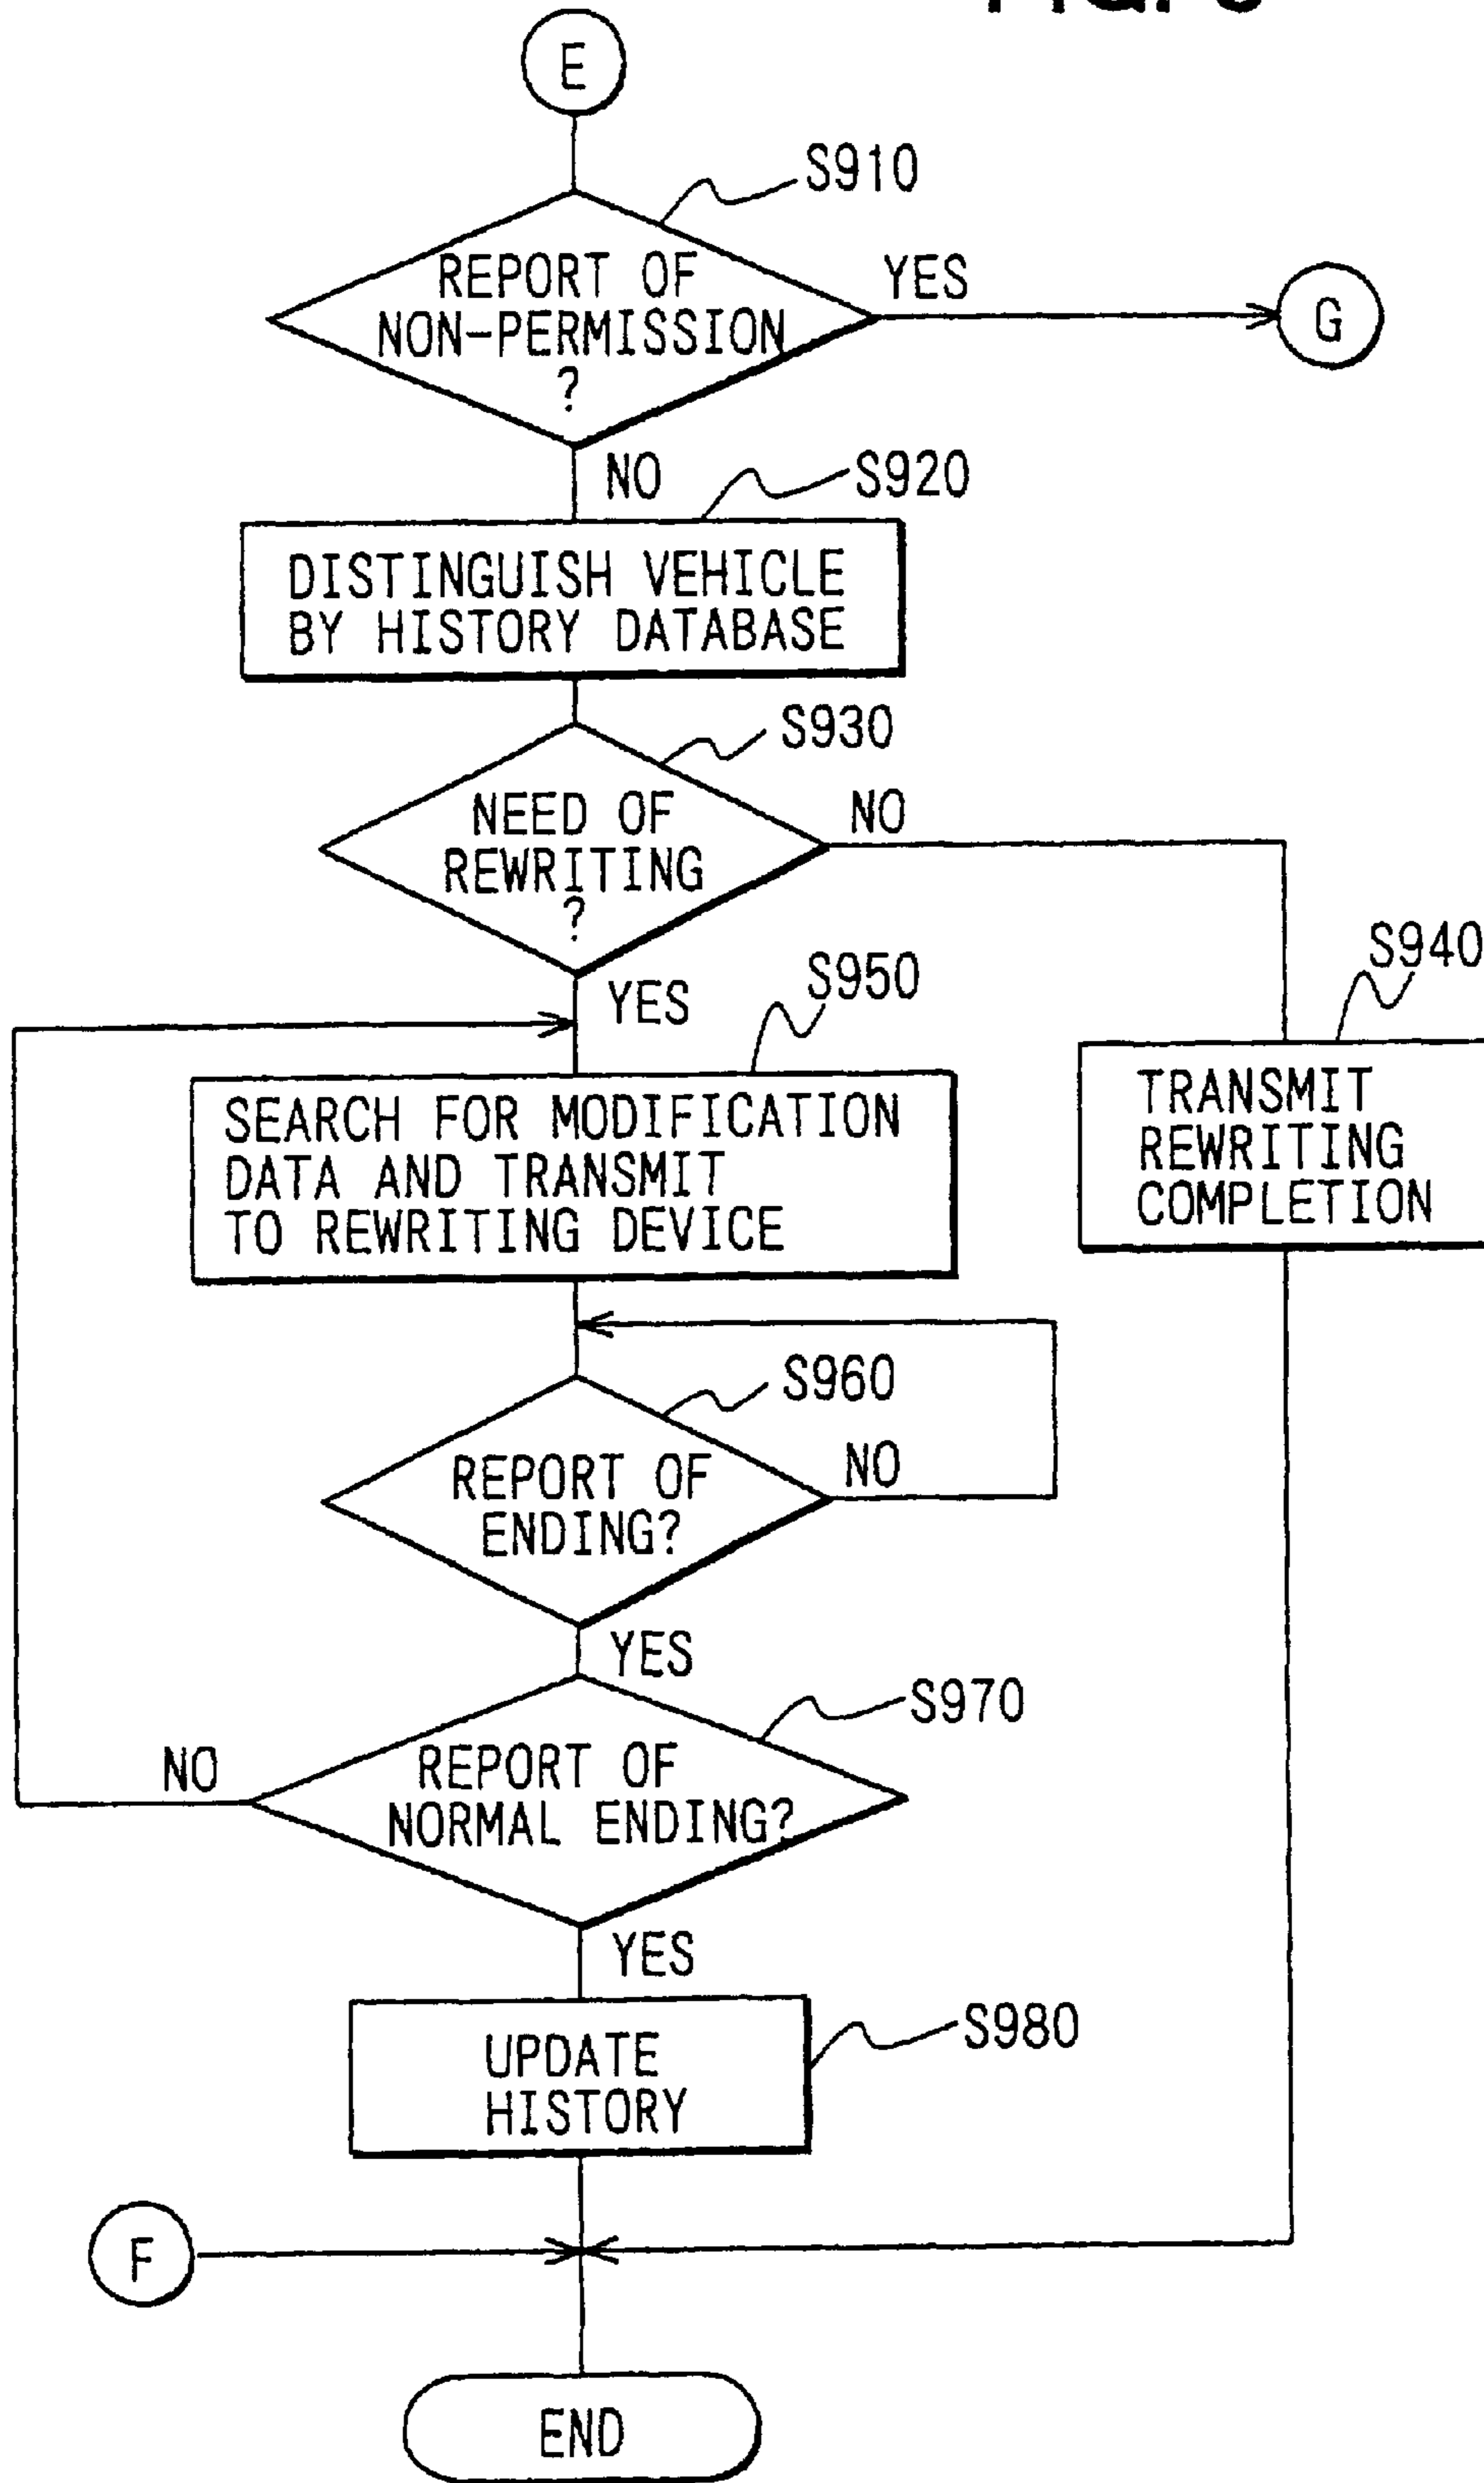 E
S910
REPORT OF
NON-PERMISSION
?
YES
G
NO
S920
DISTINGUISH VEHICLE
BY HISTORY DATABASE
S930
NEED OF
REWRITING
?
NO
YES
S940
S950
TRANSMIT
REWRITING
COMPLETION
SEARCH FOR MODIFICATION
DATA AND TRANSMIT
TO REWRITING DEVICE
S960
REPORT OF
ENDING?
NO
YES
S970
REPORT OF
NORMAL ENDING?
NO
YES
S980
UPDATE
HISTORY
F
END